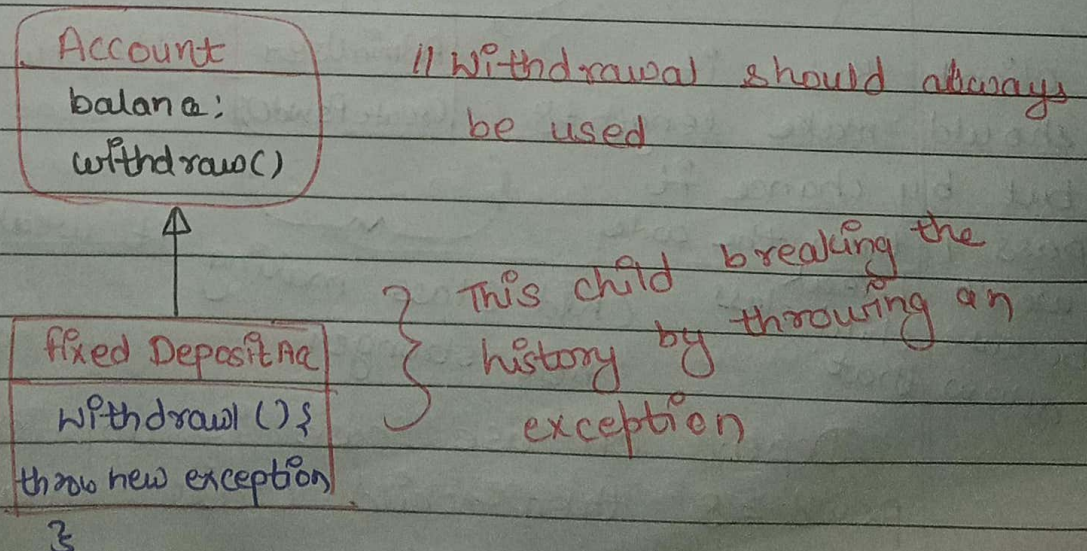 Account
balance:
withdraw()
// Withdrawal should always
be used
fixed DepositAc
withdrawl (){
throw new exception
}
This child breaking the
history by throwing an
exception